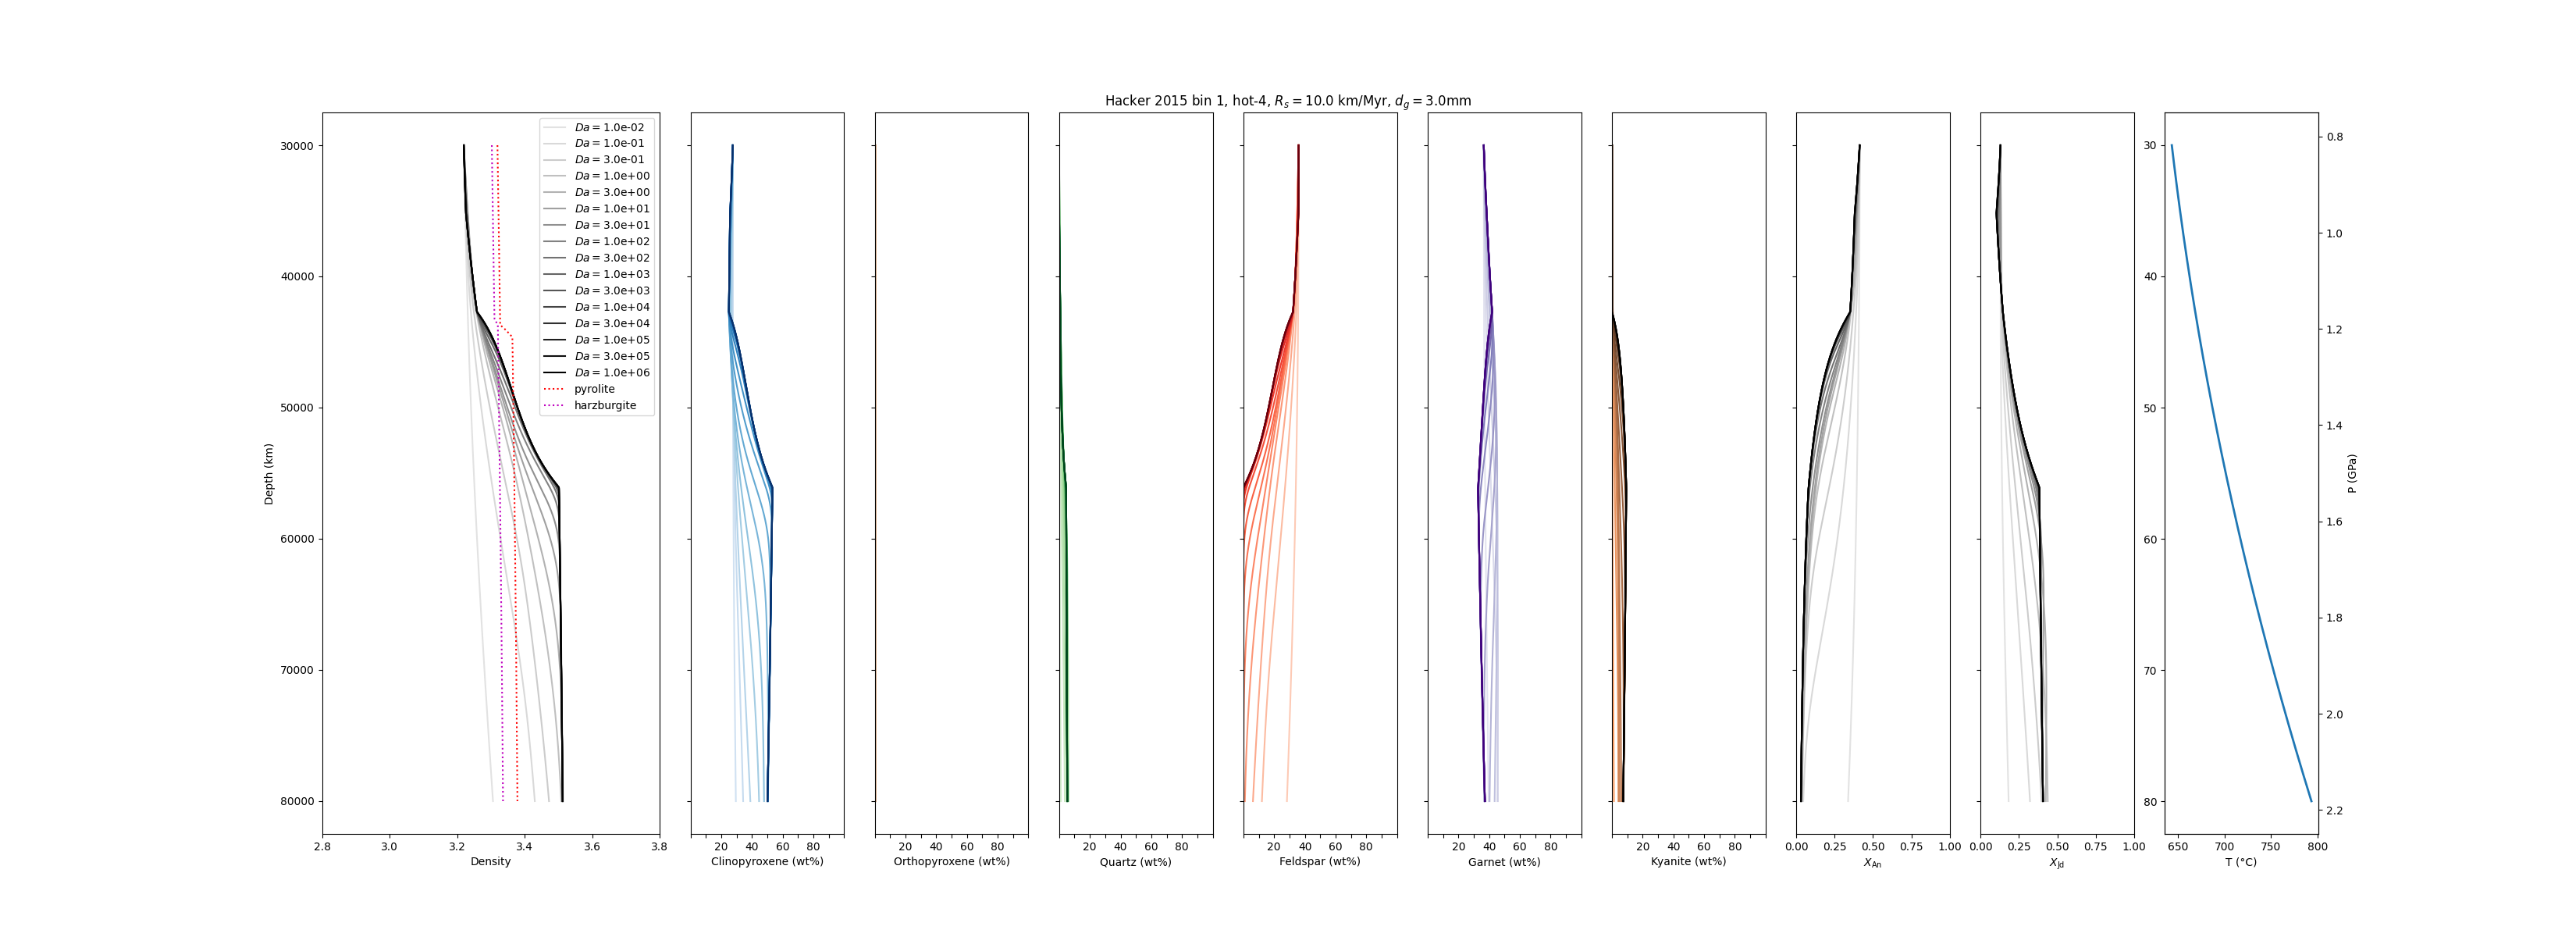 Hacker 2015 bin 1, hot-4, R_s = 10.0 km/Myr, d_g = 3.0mm
Da = 1.0e-02
Da = 1.0e-01
Da = 3.0e-01
Da = 1.0e+00
Da = 3.0e+00
Da = 1.0e+01
Da = 3.0e+01
Da = 1.0e+02
Da = 3.0e+02
Da = 1.0e+03
Da = 3.0e+03
Da = 1.0e+04
Da = 3.0e+04
Da = 1.0e+05
Da = 3.0e+05
Da = 1.0e+06
pyrolite
harzburgite
Depth (km)
30000
40000
50000
60000
70000
80000
2.8 3.0 3.2 3.4 3.6 3.8
Density
20 40 60 80
Clinopyroxene (wt%)
20 40 60 80
Orthopyroxene (wt%)
20 40 60 80
Quartz (wt%)
20 40 60 80
Feldspar (wt%)
20 40 60 80
Garnet (wt%)
20 40 60 80
Kyanite (wt%)
0.00 0.25 0.50 0.75 1.00
X_An
0.00 0.25 0.50 0.75 1.00
X_Jd
30
40
50
60
70
80
650 700 750 800
T (°C)
0.8
1.0
1.2
1.4
1.6
1.8
2.0
2.2
P (GPa)